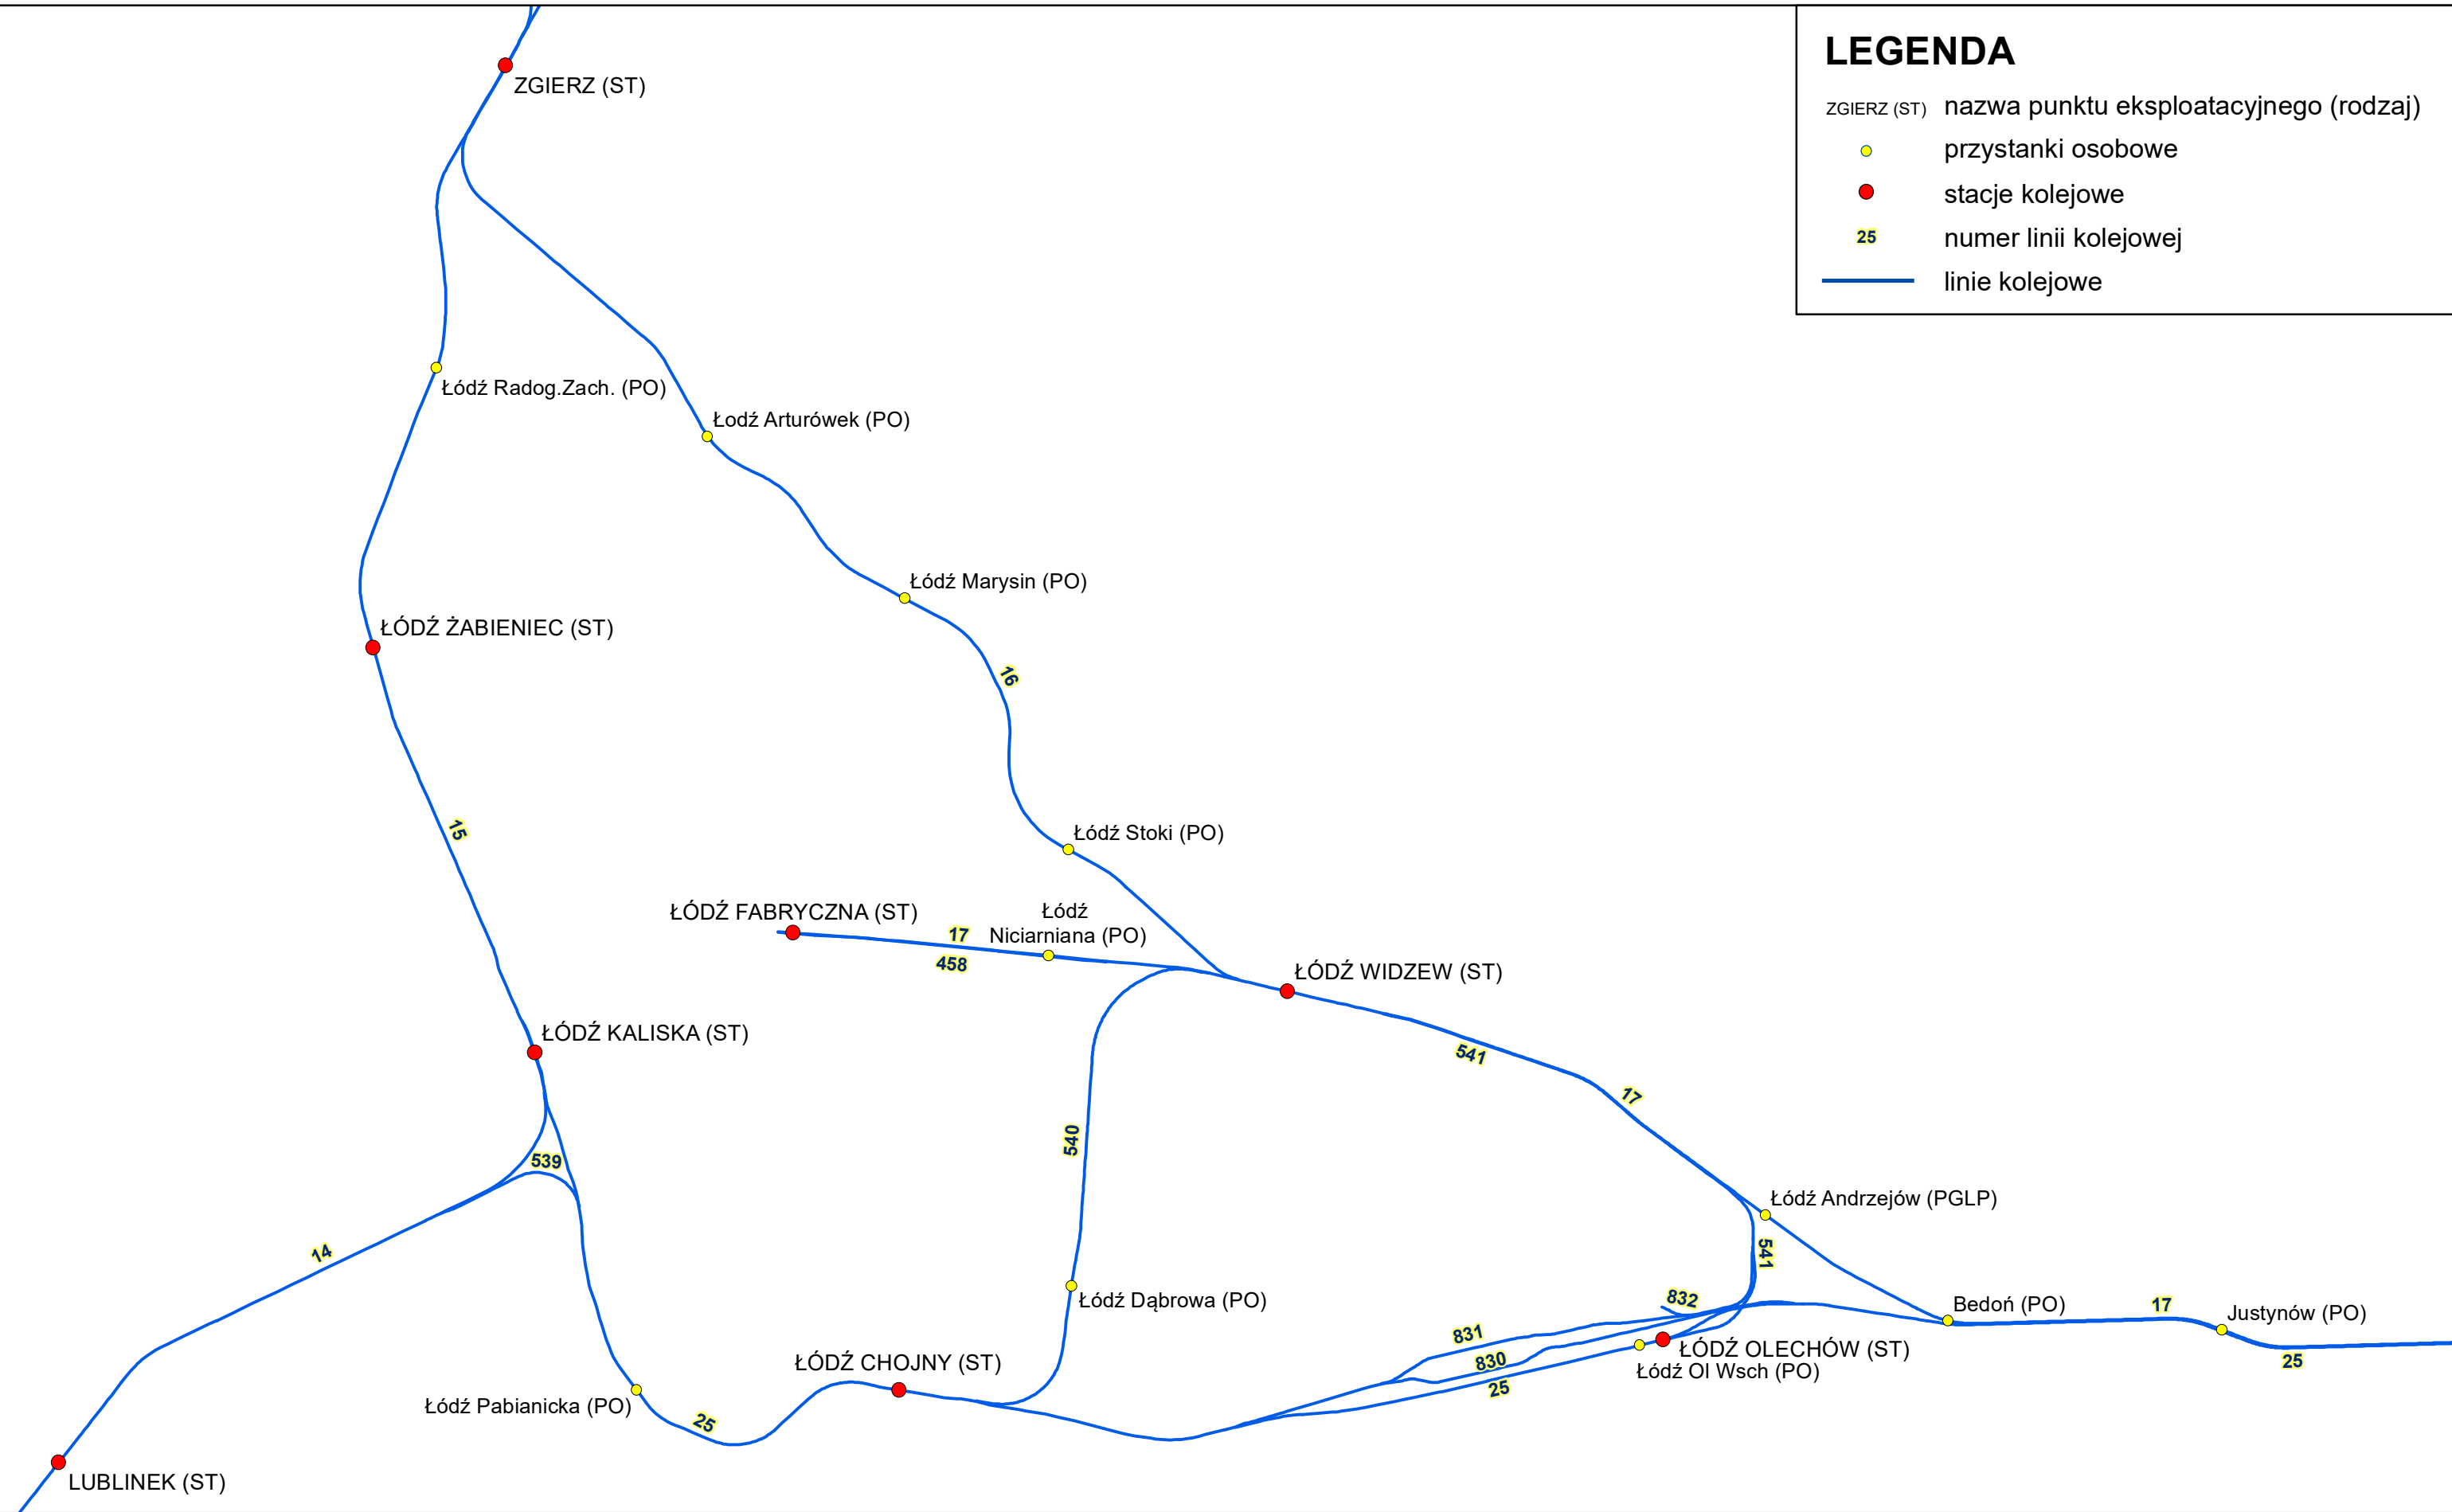 LEGENDA
ZGIERZ (ST) nazwa punktu eksploatacyjnego (rodzaj)
przystanki osobowe
stacje kolejowe
25 numer linii kolejowej
linie kolejowe
ZGIERZ (ST)
Łódź Radog.Zach. (PO)
Łodź Arturówek (PO)
Łódź Marysin (PO)
ŁÓDŹ ŻABIENIEC (ST)
16
15
Łódź Stoki (PO)
ŁÓDŹ FABRYCZNA (ST)
17
458
Łódź
Niciarniana (PO)
ŁÓDŹ WIDZEW (ST)
ŁÓDŹ KALISKA (ST)
541
17
540
539
Łódź Andrzejów (PGLP)
14
541
Łódź Dąbrowa (PO)
832
Bedoń (PO)
17
Justynów (PO)
831
ŁÓDŹ OLECHÓW (ST)
25
ŁÓDŹ CHOJNY (ST)
830
Łódź Ol Wsch (PO)
25
Łódź Pabianicka (PO)
25
LUBLINEK (ST)